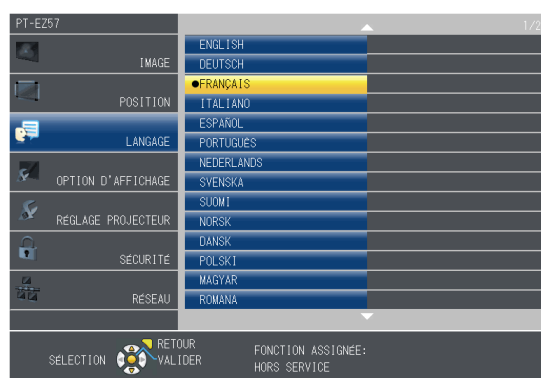 PT-EZ57
1/2
IMAGE
POSITION
LANGAGE
OPTION D'AFFICHAGE
RÉGLAGE PROJECTEUR
SÉCURITÉ
RÉSEAU
ENGLISH
DEUTSCH
●FRANÇAIS
ITALIANO
ESPAÑOL
PORTUGUÊS
NEDERLANDS
SVENSKA
SUOMI
NORSK
DANSK
POLSKI
MAGYAR
ROMANA
RETOUR
SÉLECTION
VALIDER
FONCTION ASSIGNÉE:
HORS SERVICE